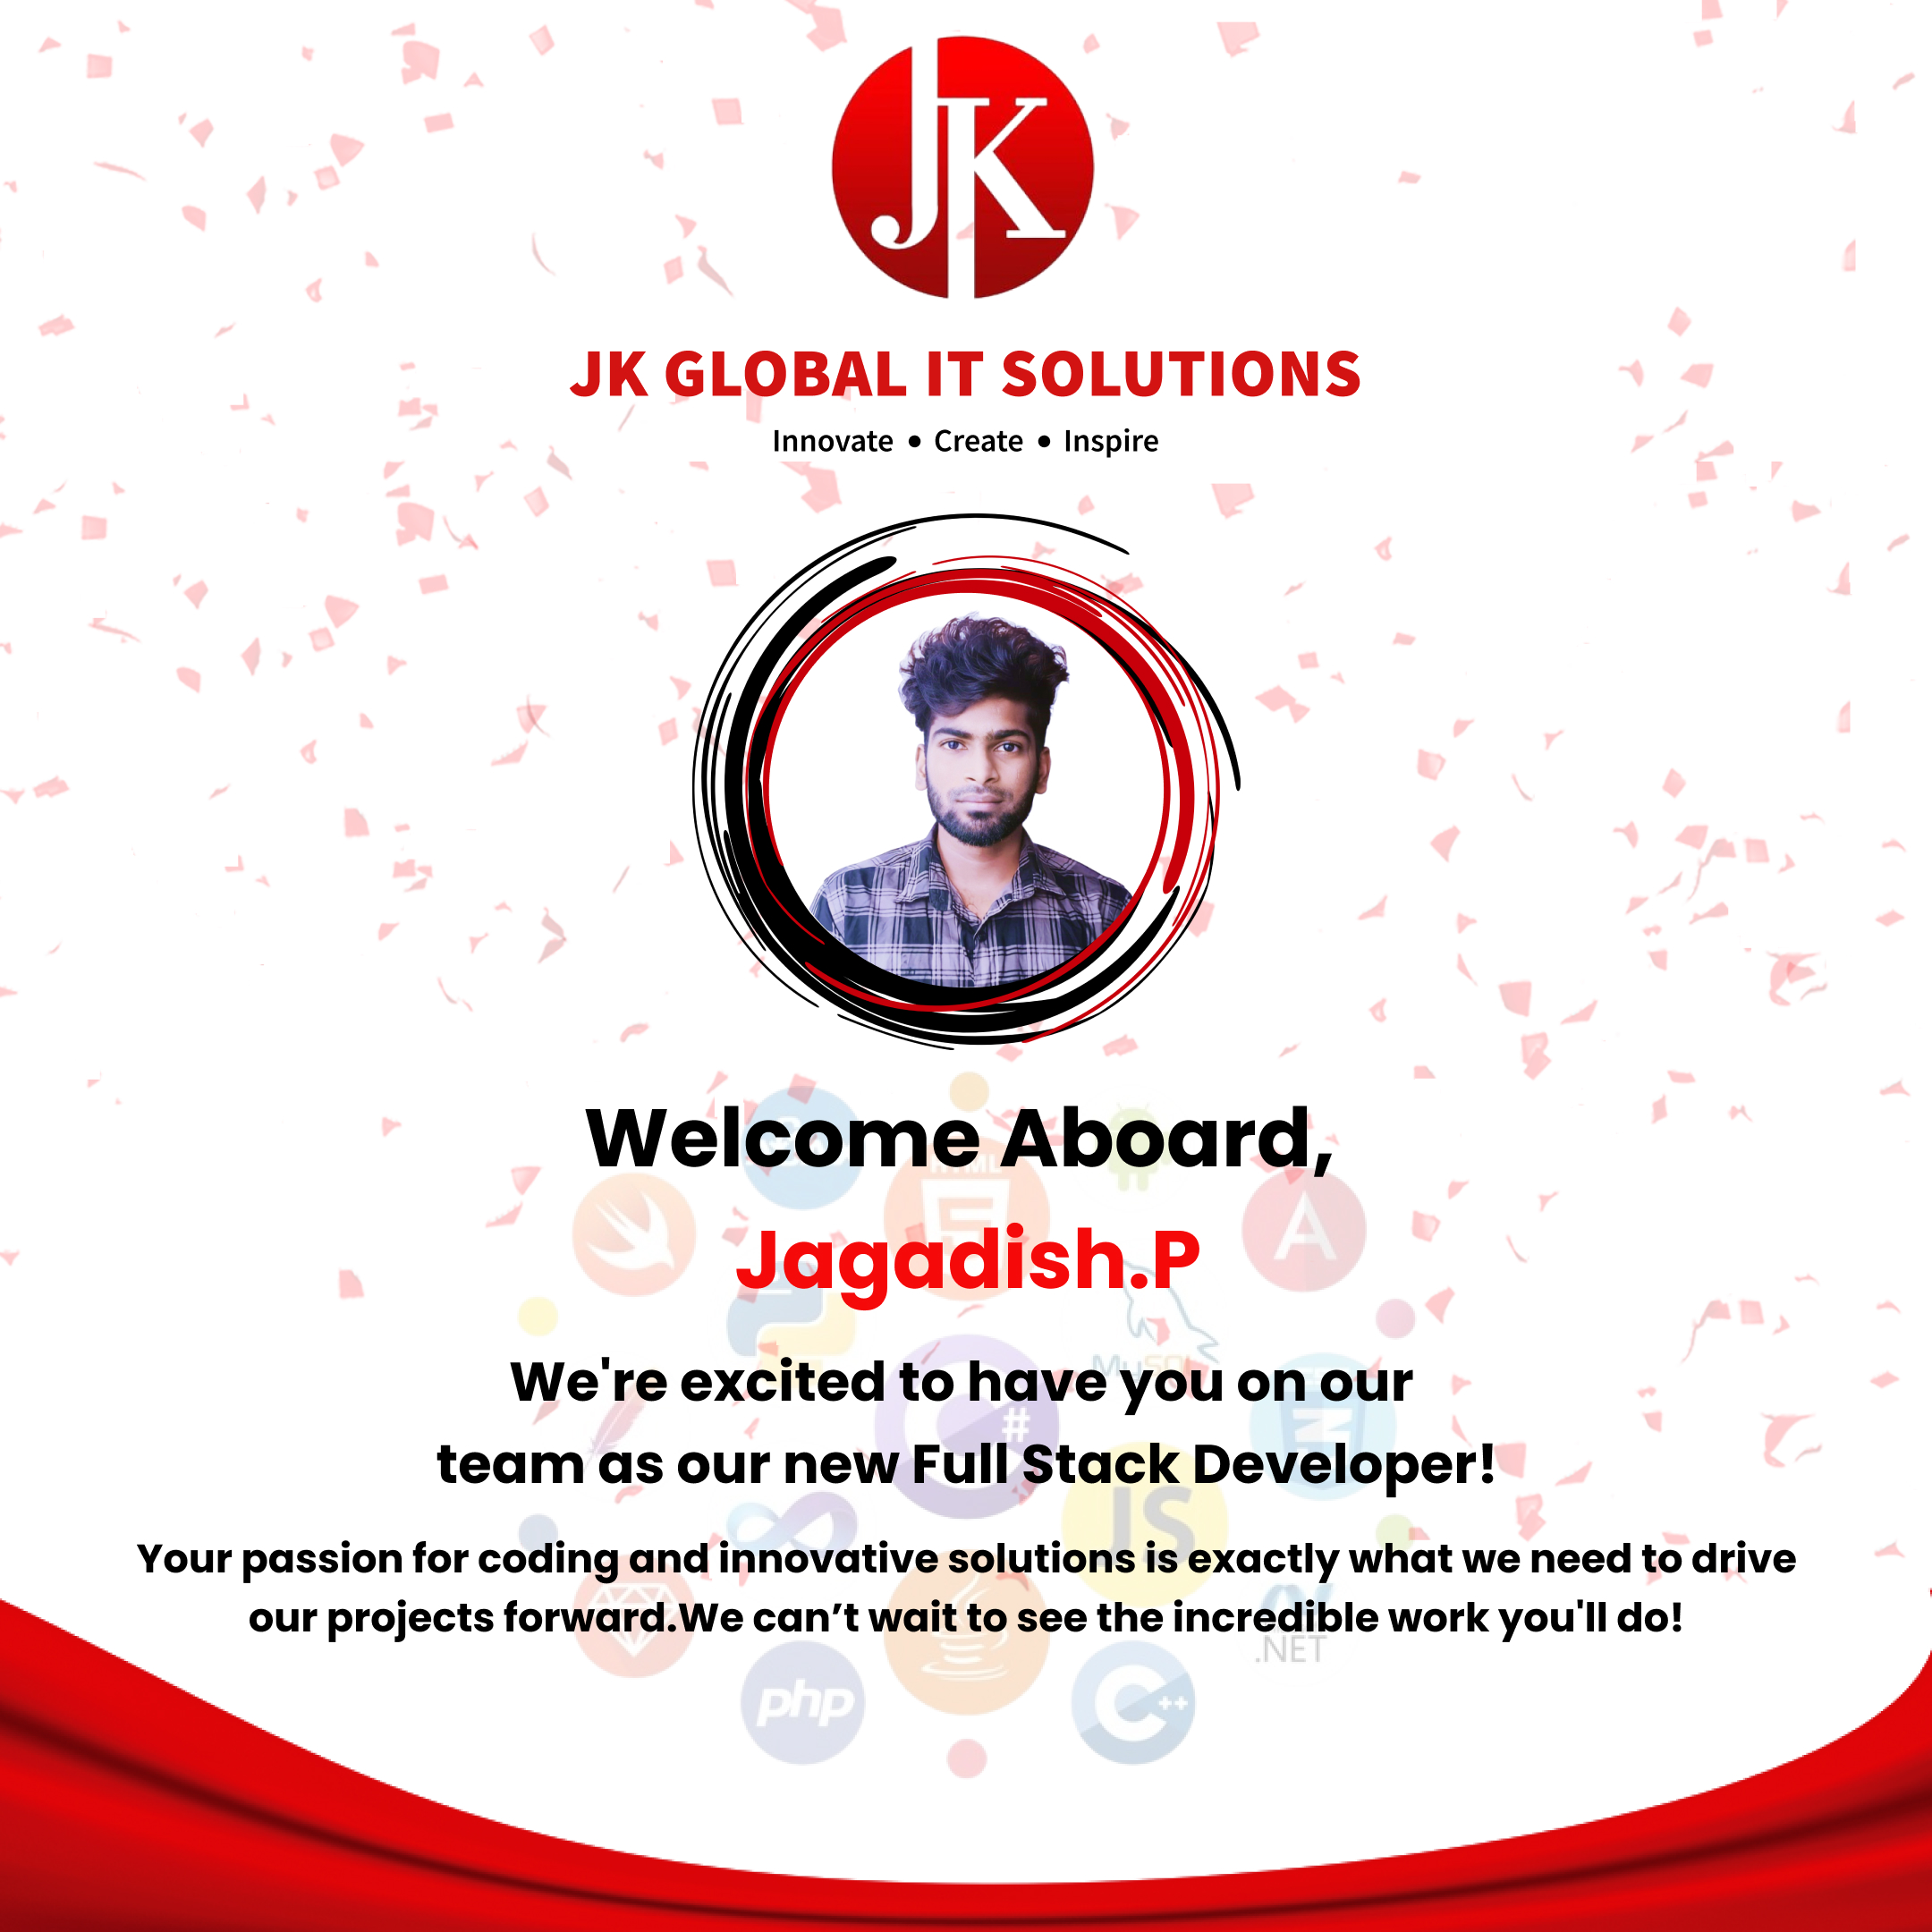 JK
JK GLOBAL IT SOLUTIONS
Innovate • Create • Inspire
Welcome Aboard,
Jagadish.P
We're excited to have you on our
team as our new Full Stack Developer!
Your passion for coding and innovative solutions is exactly what we need to drive
our projects forward.We can’t wait to see the incredible work you'll do!
HTML
A
MySQL
#
JS
.NET
php
C++